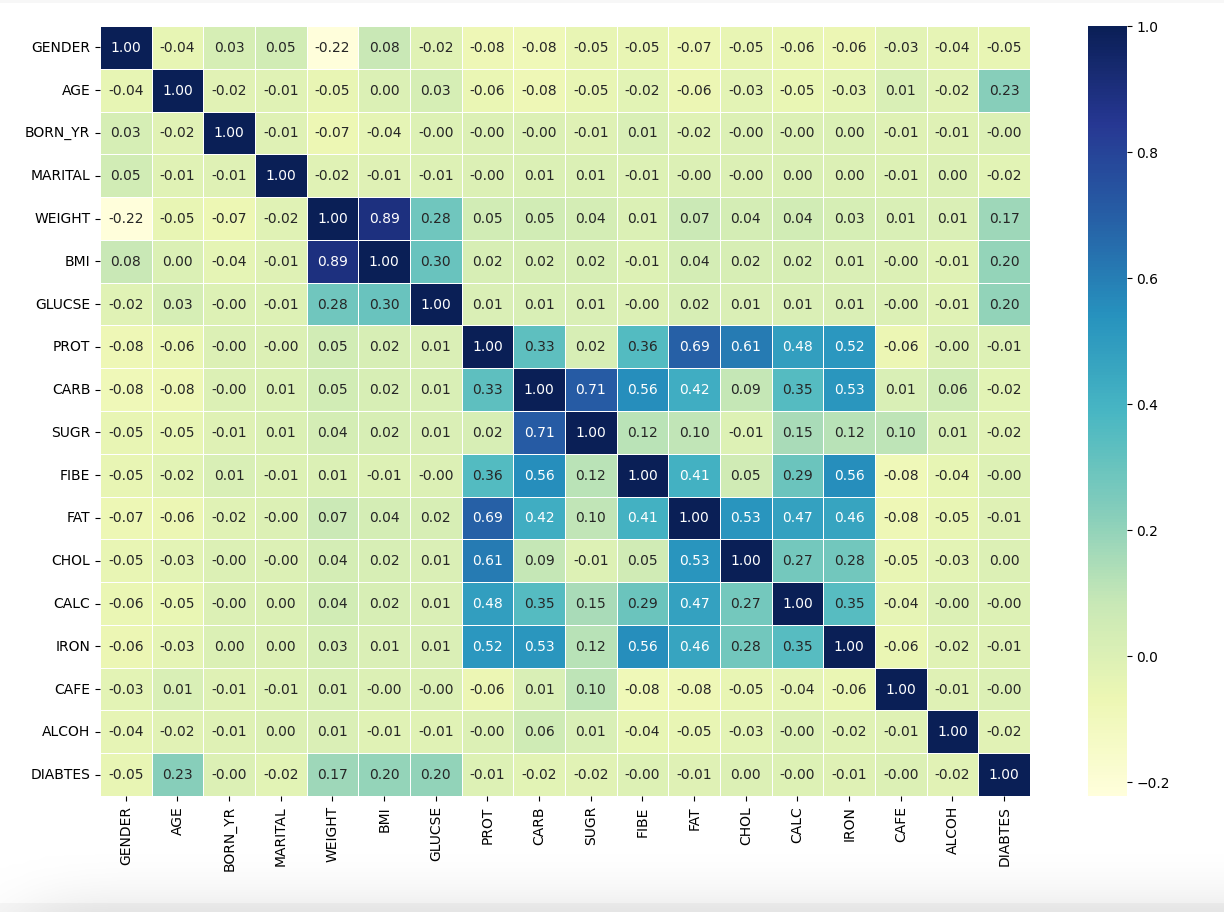 GENDER 1.00 -0.04 0.03 0.05 -0.22 0.08 -0.02 -0.08 -0.08 -0.05 -0.05 -0.07 -0.05 -0.06 -0.06 -0.03 -0.04 -0.05
AGE -0.04 1.00 -0.02 -0.01 -0.05 0.00 0.03 -0.06 -0.08 -0.05 -0.02 -0.06 -0.03 -0.05 -0.03 0.01 -0.02 0.23
BORN_YR 0.03 -0.02 1.00 -0.01 -0.07 -0.04 -0.00 -0.00 -0.00 -0.01 0.01 -0.02 -0.00 -0.00 0.00 -0.01 -0.01 -0.00
MARITAL 0.05 -0.01 -0.01 1.00 -0.02 -0.01 -0.01 -0.00 0.01 0.01 -0.01 -0.00 -0.00 0.00 0.00 -0.01 0.00 -0.02
WEIGHT -0.22 -0.05 -0.07 -0.02 1.00 0.89 0.28 0.05 0.05 0.04 0.01 0.07 0.04 0.04 0.03 0.01 0.01 0.17
BMI 0.08 0.00 -0.04 -0.01 0.89 1.00 0.30 0.02 0.02 0.02 -0.01 0.04 0.02 0.02 0.01 -0.00 -0.01 0.20
GLUCSE -0.02 0.03 -0.00 -0.01 0.28 0.30 1.00 0.01 0.01 0.01 -0.00 0.02 0.01 0.01 0.01 -0.00 -0.01 0.20
PROT -0.08 -0.06 -0.00 -0.00 0.05 0.02 0.01 1.00 0.33 0.02 0.36 0.69 0.61 0.48 0.52 -0.06 -0.00 -0.01
CARB -0.08 -0.08 -0.00 0.01 0.05 0.02 0.01 0.33 1.00 0.71 0.56 0.42 0.09 0.35 0.53 0.01 0.06 -0.02
SUGR -0.05 -0.05 -0.01 0.01 0.04 0.02 0.01 0.02 0.71 1.00 0.12 0.10 -0.01 0.15 0.12 0.10 0.01 -0.02
FIBE -0.05 -0.02 0.01 -0.01 0.01 -0.01 -0.00 0.36 0.56 0.12 1.00 0.41 0.05 0.29 0.56 -0.08 -0.04 -0.00
FAT -0.07 -0.06 -0.02 -0.00 0.07 0.04 0.02 0.69 0.42 0.10 0.41 1.00 0.53 0.47 0.46 -0.08 -0.05 -0.01
CHOL -0.05 -0.03 -0.00 -0.00 0.04 0.02 0.01 0.61 0.09 -0.01 0.05 0.53 1.00 0.27 0.28 -0.05 -0.03 0.00
CALC -0.06 -0.05 -0.00 0.00 0.04 0.02 0.01 0.48 0.35 0.15 0.29 0.47 0.27 1.00 0.35 -0.04 -0.00 -0.00
IRON -0.06 -0.03 0.00 0.00 0.03 0.01 0.01 0.52 0.53 0.12 0.56 0.46 0.28 0.35 1.00 -0.06 -0.02 -0.01
CAFE -0.03 0.01 -0.01 -0.01 0.01 -0.00 -0.00 -0.06 0.01 0.10 -0.08 -0.08 -0.05 -0.04 -0.06 1.00 -0.01 -0.00
ALCOH -0.04 -0.02 -0.01 0.00 0.01 -0.01 -0.01 -0.00 0.06 0.01 -0.04 -0.05 -0.03 -0.00 -0.02 -0.01 1.00 -0.02
DIABTES -0.05 0.23 -0.00 -0.02 0.17 0.20 0.20 -0.01 -0.02 -0.02 -0.00 -0.01 0.00 -0.00 -0.01 -0.00 -0.02 1.00
GENDER AGE BORN_YR MARITAL WEIGHT BMI GLUCSE PROT CARB SUGR FIBE FAT CHOL CALC IRON CAFE ALCOH DIABTES
1.0
0.8
0.6
0.4
0.2
0.0
−0.2